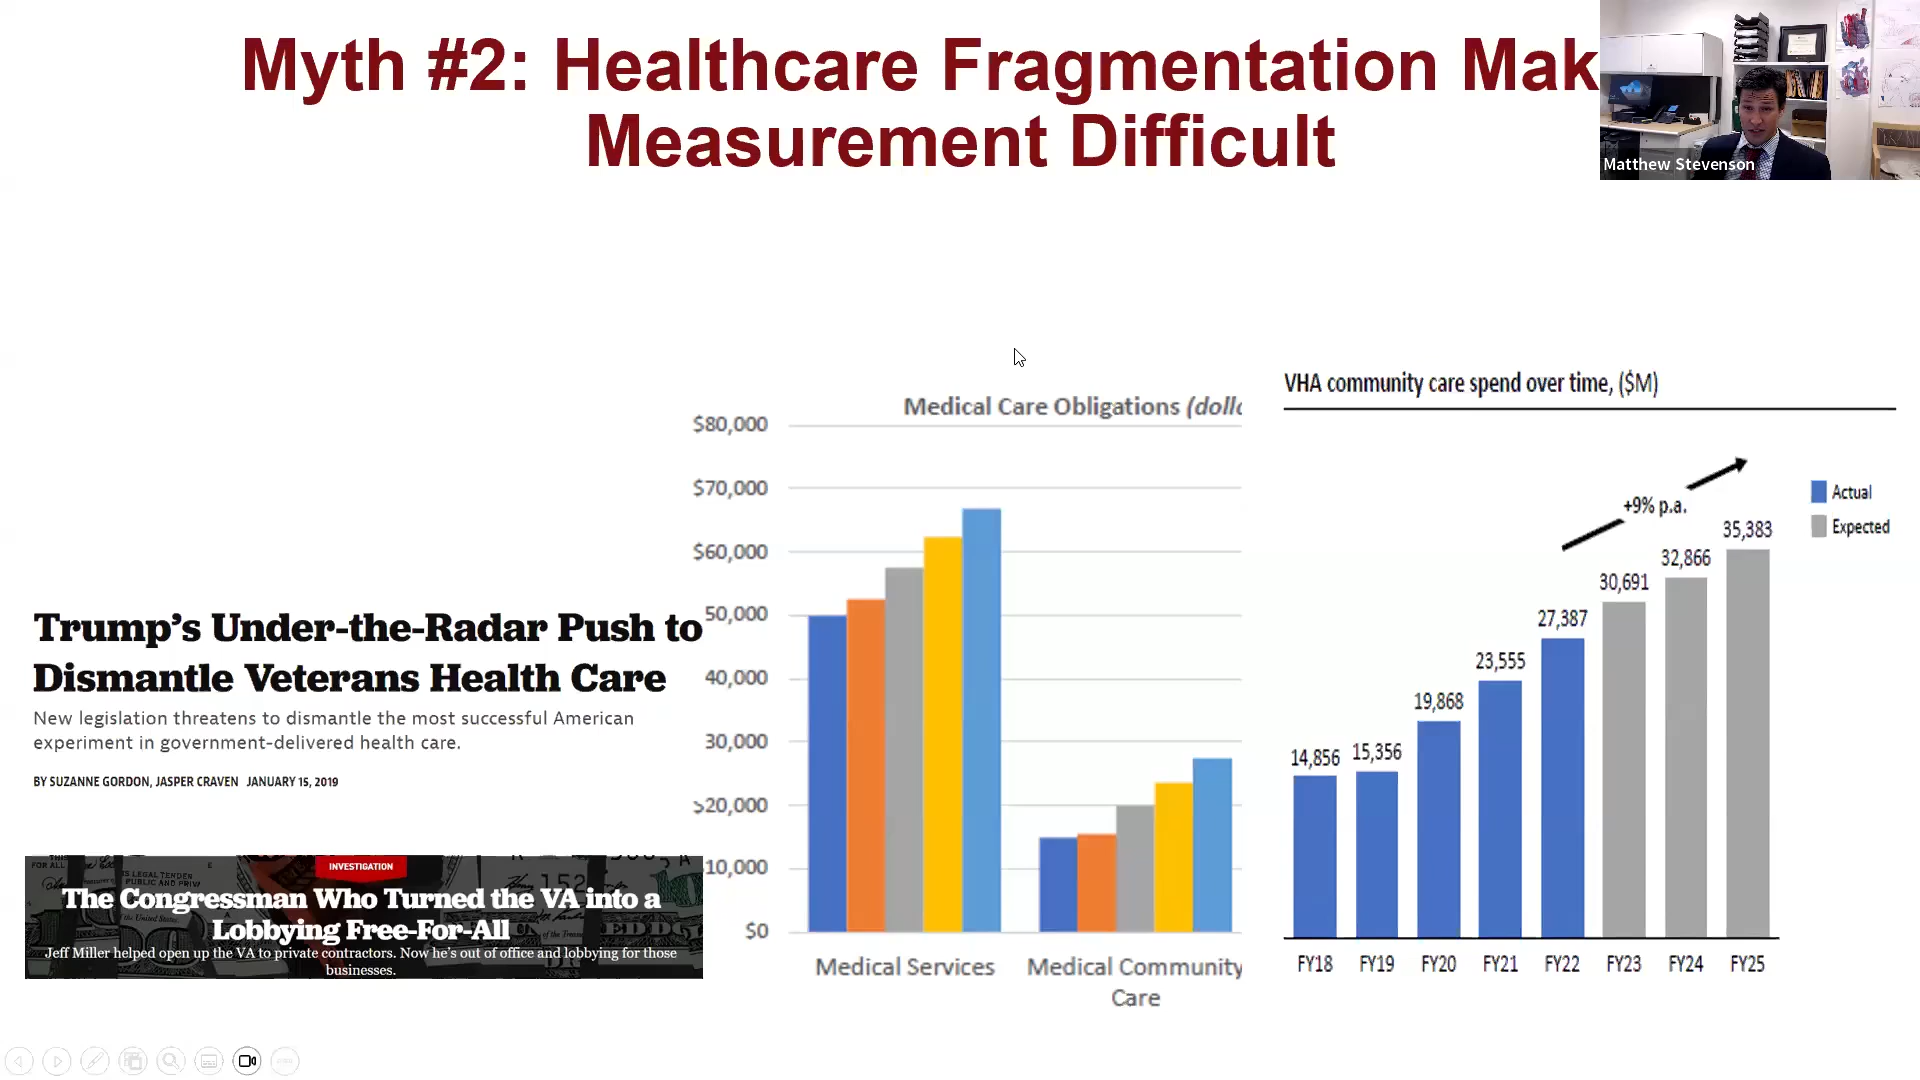 Myth #2: Healthcare Fragmentation Mak
Measurement Difficult
Matthew Stevenson
Trump's Under-the-Radar Push to
Dismantle Veterans Health Care
New legislation threatens to dismantle the most successful American
experiment in government-delivered health care.
BY SUZANNE GORDON, JASPER CRAVEN JANUARY 15, 2019
INVESTIGATION
The Congressman Who Turned the VA into a
Lobbying Free-For-All
Jeff Miller helped open up the VA to private contractors. Now he's out of office and lobbying for those
businesses.
Medical Care Obligations (doll
$80,000
$70,000
$60,000
50,000
40,000
30,000
$20,000
10,000
$0
Medical Services
Medical Community
Care
VHA community care spend over time, ($M)
+9% p.a.
Actual
Expected
14,856
15,356
19,868
23,555
27,387
30,691
32,866
35,383
FY18
FY19
FY20
FY21
FY22
FY23
FY24
FY25